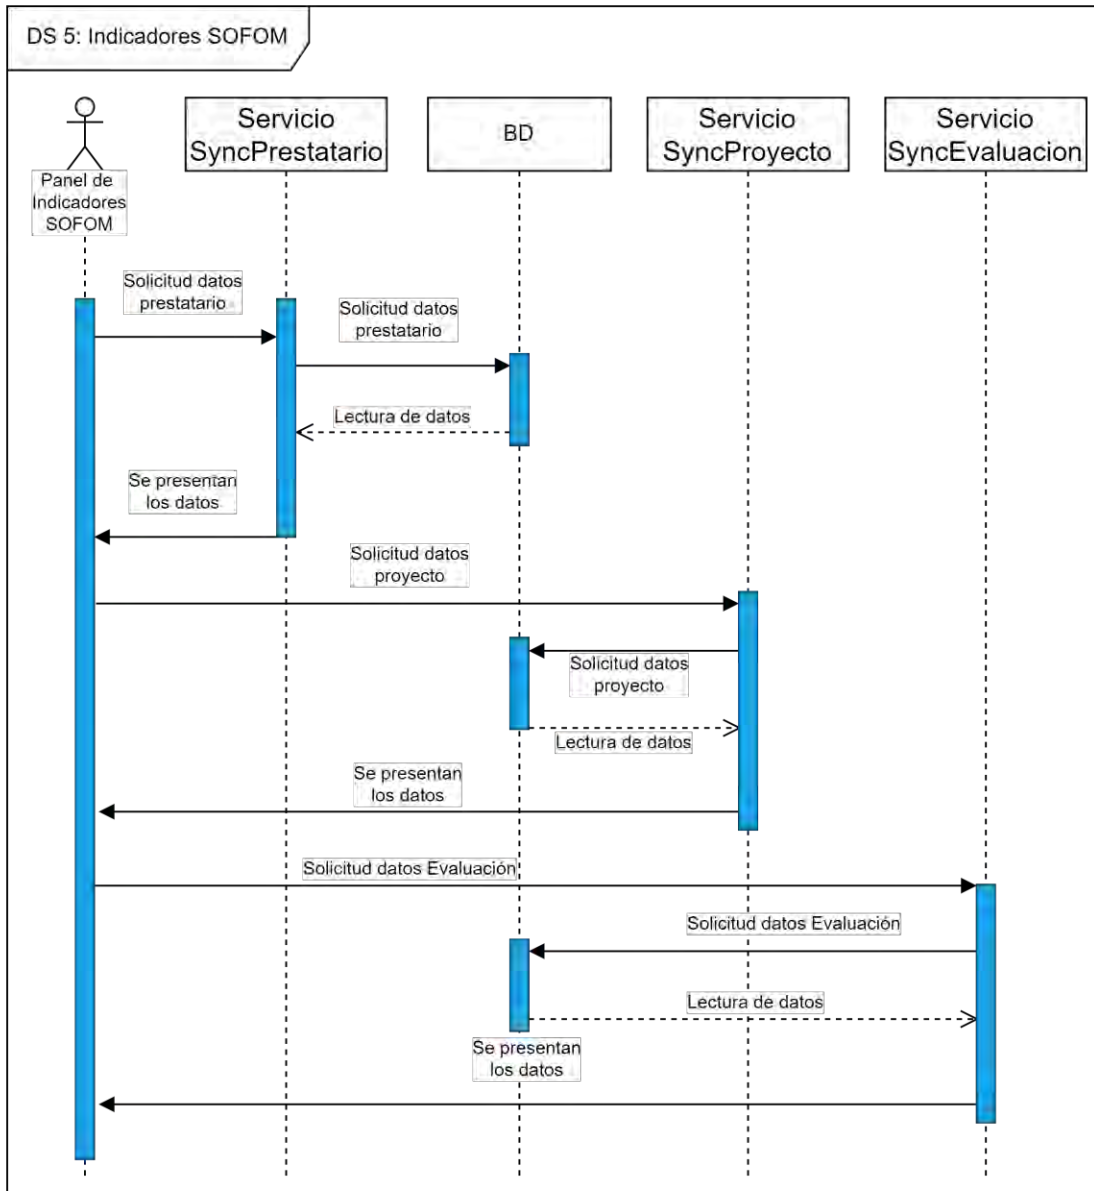 DS 5: Indicadores SOFOM
Panel de
Indicadores
SOFOM
Servicio
SyncPrestatario
BD
Servicio
SyncProyecto
Servicio
SyncEvaluacion
Solicitud datos
prestatario
Solicitud datos
prestatario
Lectura de datos
Se presentan
los datos
Solicitud datos
proyecto
Solicitud datos
proyecto
Lectura de datos
Se presentan
los datos
Solicitud datos Evaluación
Solicitud datos Evaluación
Lectura de datos
Se presentan
los datos